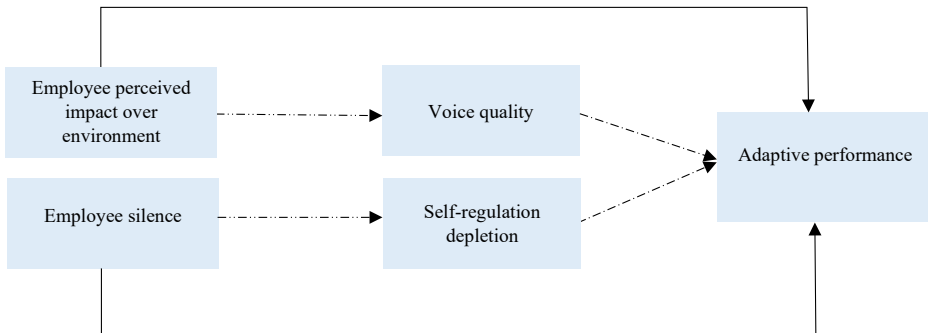 Employee perceived
impact over
environment
Voice quality
Adaptive performance
Employee silence
Self-regulation
depletion